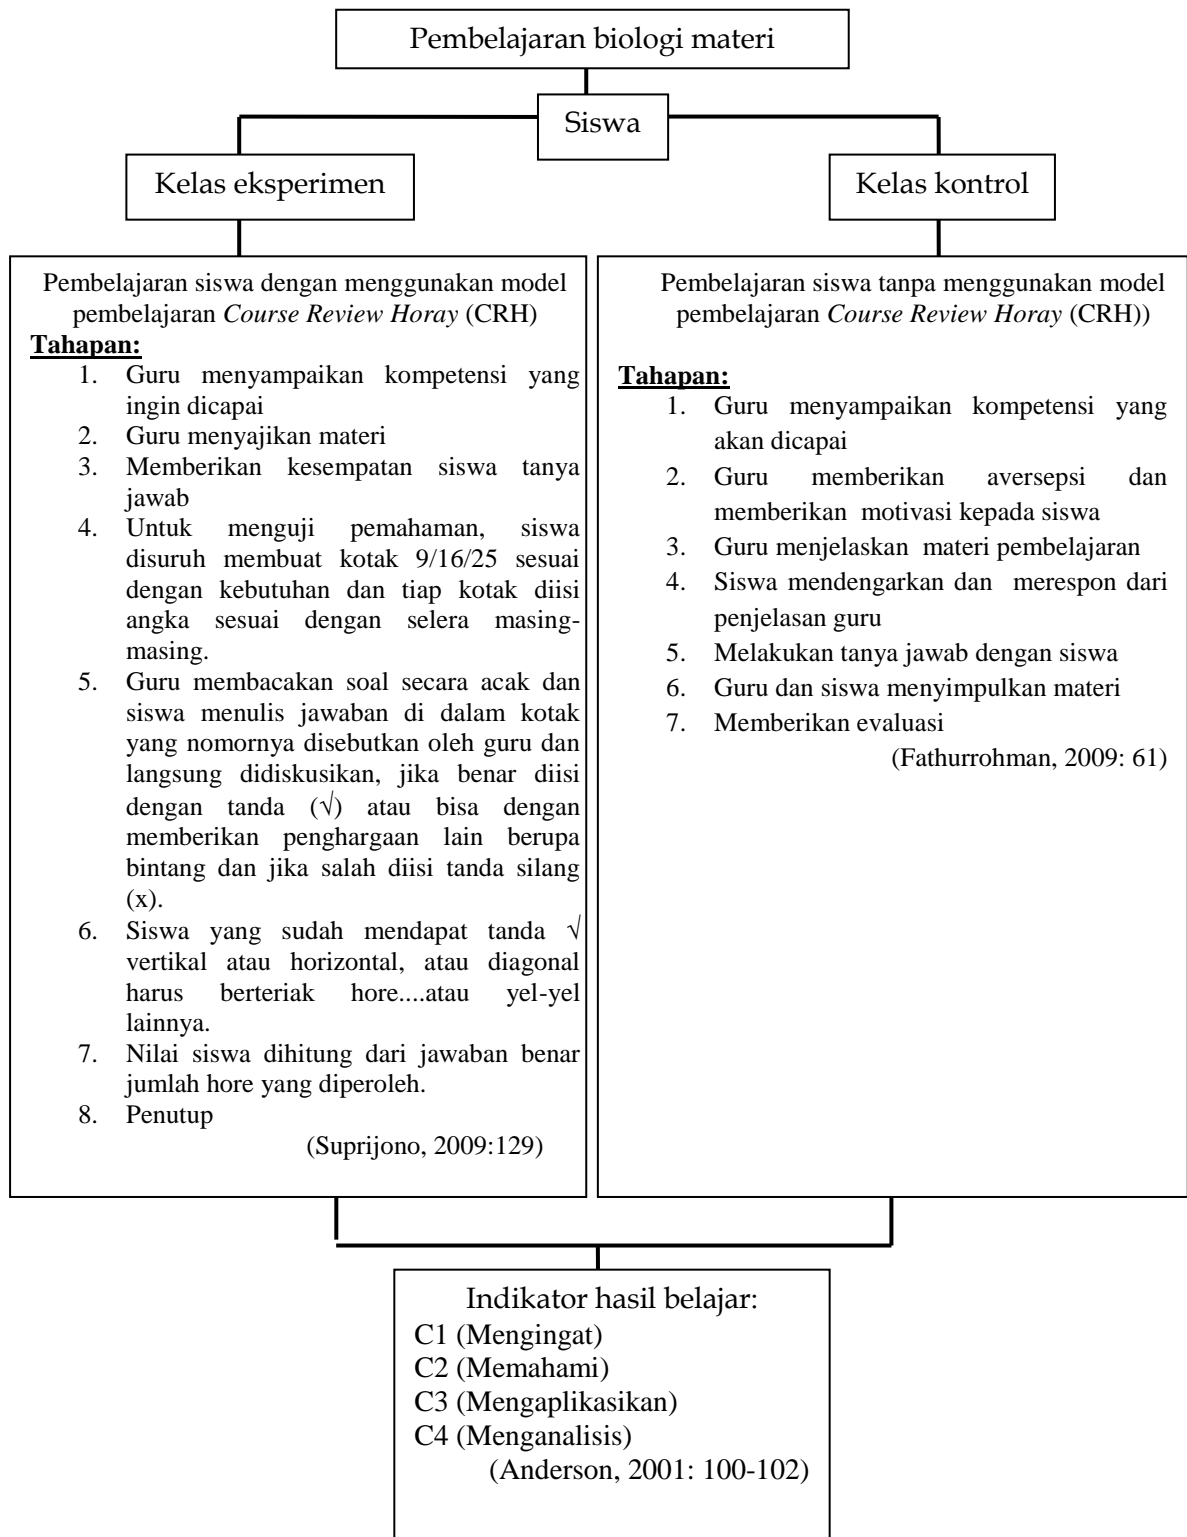 Pembelajaran biologi materi
Siswa
Kelas eksperimen
Kelas kontrol
Pembelajaran siswa dengan menggunakan model
pembelajaran Course Review Horay (CRH)
Tahapan:
1. Guru menyampaikan kompetensi yang
ingin dicapai
2. Guru menyajikan materi
3. Memberikan kesempatan siswa tanya
jawab
4. Untuk menguji pemahaman, siswa
disuruh membuat kotak 9/16/25 sesuai
dengan kebutuhan dan tiap kotak diisi
angka sesuai dengan selera masing-
masing.
5. Guru membacakan soal secara acak dan
siswa menulis jawaban di dalam kotak
yang nomornya disebutkan oleh guru dan
langsung didiskusikan, jika benar diisi
dengan tanda (√) atau bisa dengan
memberikan penghargaan lain berupa
bintang dan jika salah diisi tanda silang
(x).
6. Siswa yang sudah mendapat tanda √
vertikal atau horizontal, atau diagonal
harus berteriak hore....atau yel-yel
lainnya.
7. Nilai siswa dihitung dari jawaban benar
jumlah hore yang diperoleh.
8. Penutup
(Suprijono, 2009:129)
Pembelajaran siswa tanpa menggunakan model
pembelajaran Course Review Horay (CRH))
Tahapan:
1. Guru menyampaikan kompetensi yang
akan dicapai
2. Guru memberikan aversepsi dan
memberikan motivasi kepada siswa
3. Guru menjelaskan materi pembelajaran
4. Siswa mendengarkan dan merespon dari
penjelasan guru
5. Melakukan tanya jawab dengan siswa
6. Guru dan siswa menyimpulkan materi
7. Memberikan evaluasi
(Fathurrohman, 2009: 61)
Indikator hasil belajar:
C1 (Mengingat)
C2 (Memahami)
C3 (Mengaplikasikan)
C4 (Menganalisis)
(Anderson, 2001: 100-102)